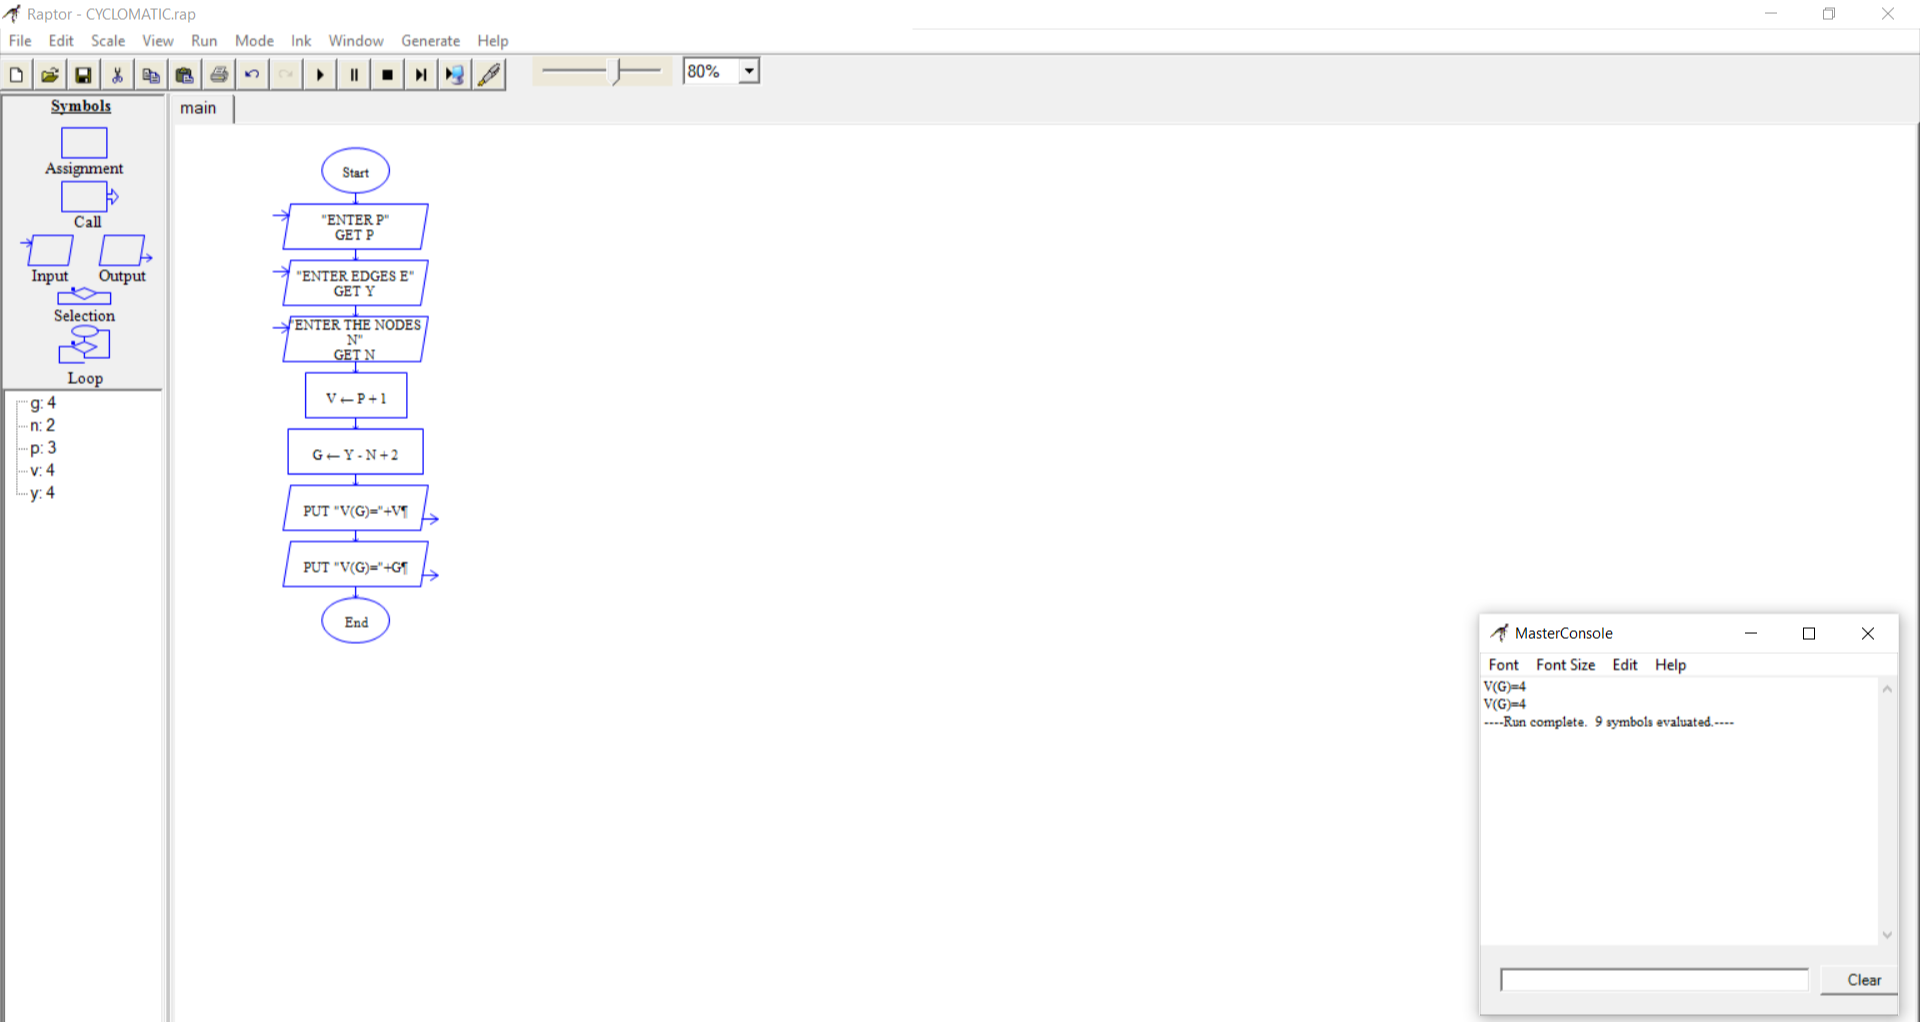 Raptor - CYCLOMATIC.rap
File Edit Scale View Run Mode Ink Window Generate Help
80%
Symbols
main
Assignment
Call
Input Output
Selection
Loop
g: 4
n: 2
p: 3
v: 4
y: 4
Start
"ENTER P"
GET P
"ENTER EDGES E"
GET Y
"ENTER THE NODES
N"
GET N
V ← P + 1
G ← Y - N + 2
PUT "V(G)="+V¶
PUT "V(G)="+G¶
End
MasterConsole
Font Font Size Edit Help
V(G)=4
V(G)=4
----Run complete.  9 symbols evaluated.----
Clear